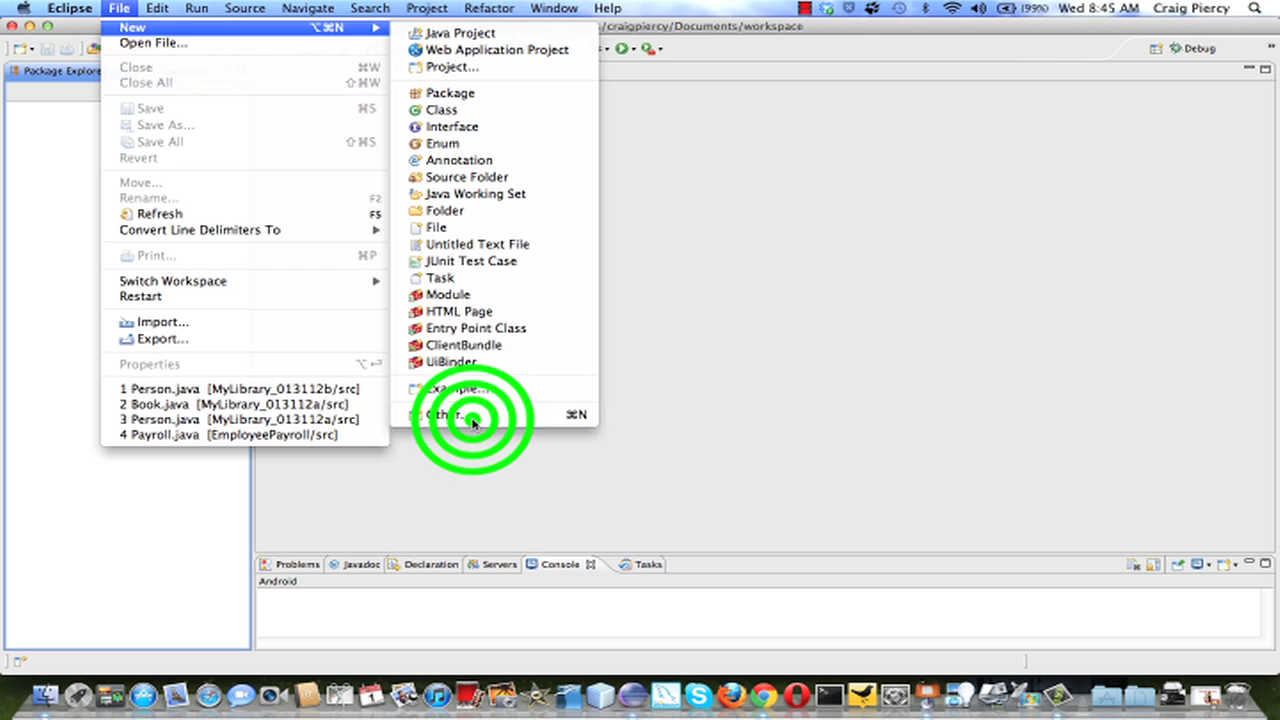 Eclipse File Edit Run Source Navigate Search Project Refactor Window Help (99%) Wed 8:45 AM Craig Piercy
/craigpiercy/Documents/workspace
Debug
Package Explore
New ⌥⌘N
Open File...
Close ⌘W
Close All ⇧⌘W
Save ⌘S
Save As...
Save All ⇧⌘S
Revert
Move...
Rename... F2
Refresh F5
Convert Line Delimiters To
Print... ⌘P
Switch Workspace
Restart
Import...
Export...
Properties ⌥↩
1 Person.java [MyLibrary_013112b/src]
2 Book.java [MyLibrary_013112a/src]
3 Person.java [MyLibrary_013112a/src]
4 Payroll.java [EmployeePayroll/src]
Java Project
Web Application Project
Project...
Package
Class
Interface
Enum
Annotation
Source Folder
Java Working Set
Folder
File
Untitled Text File
JUnit Test Case
Task
Module
HTML Page
Entry Point Class
ClientBundle
UiBinder
Example...
Other... ⌘N
Problems Javadoc Declaration Servers Console Tasks
Android